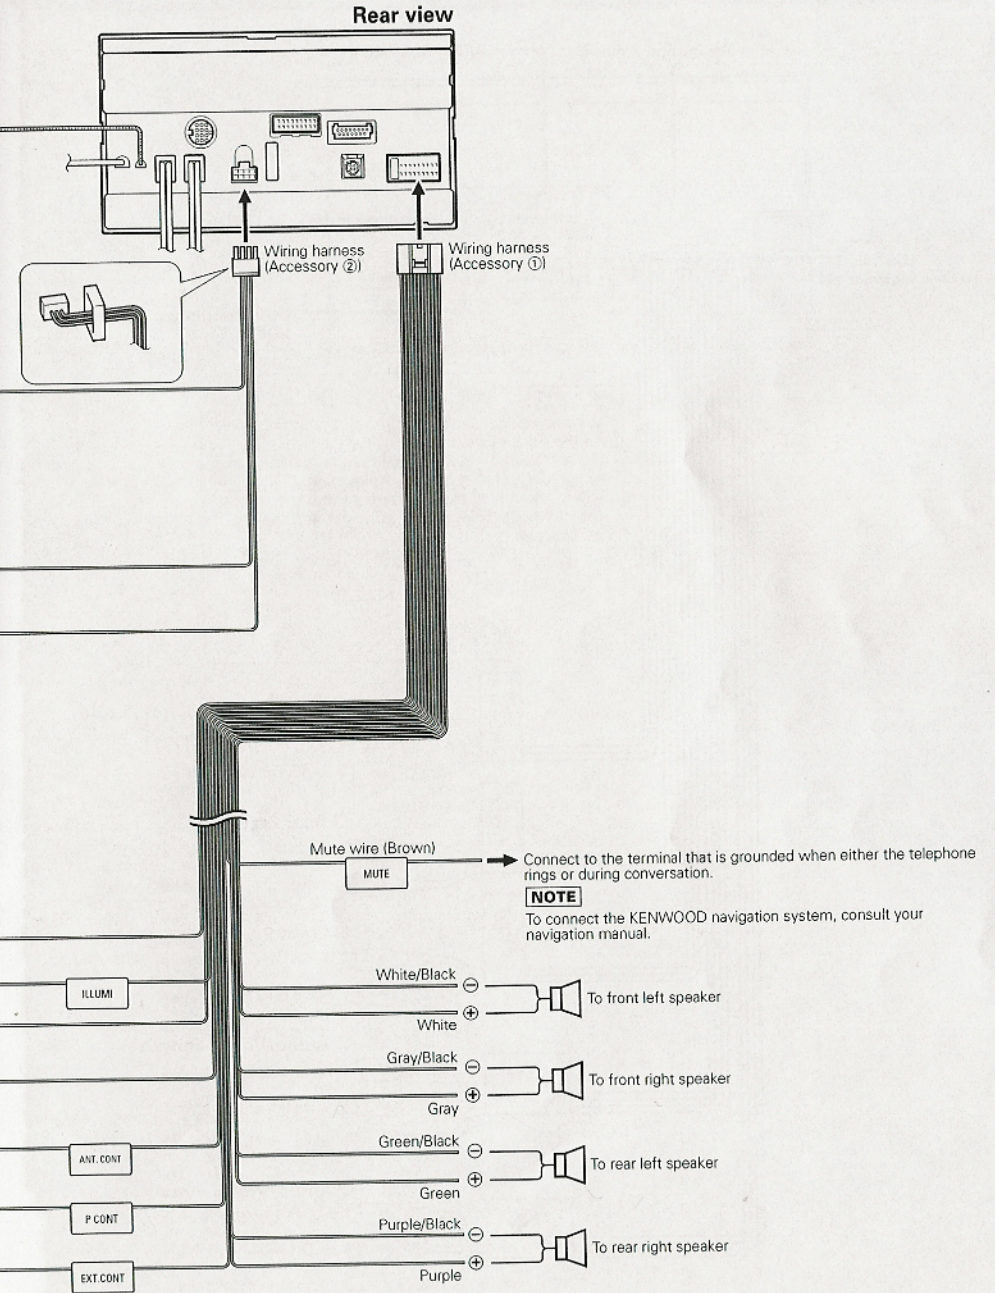 Rear view
Wiring harness
(Accessory ②)
Wiring harness
(Accessory ①)
Mute wire (Brown)
MUTE
Connect to the terminal that is grounded when either the telephone
rings or during conversation.
NOTE
To connect the KENWOOD navigation system, consult your
navigation manual.
ILLUMI
White/Black
⊖
To front left speaker
⊕
White
Gray/Black
⊖
To front right speaker
⊕
Gray
ANT. CONT
Green/Black
⊖
To rear left speaker
⊕
Green
P CONT
Purple/Black
⊖
To rear right speaker
⊕
Purple
EXT.CONT